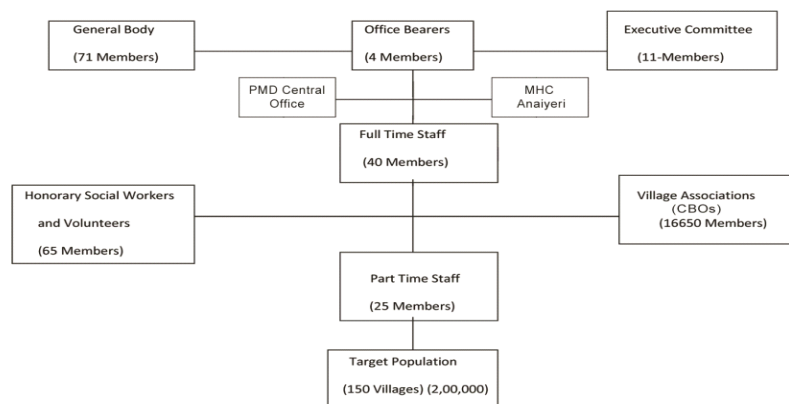 General Body
(71 Members)
Office Bearers
(4 Members)
Executive Committee
(11-Members)
PMD Central
Office
MHC
Anaiyeri
Full Time Staff
(40 Members)
Honorary Social Workers
and Volunteers
(65 Members)
Village Associations
(CBOs)
(16650 Members)
Part Time Staff
(25 Members)
Target Population
(150 Villages) (2,00,000)